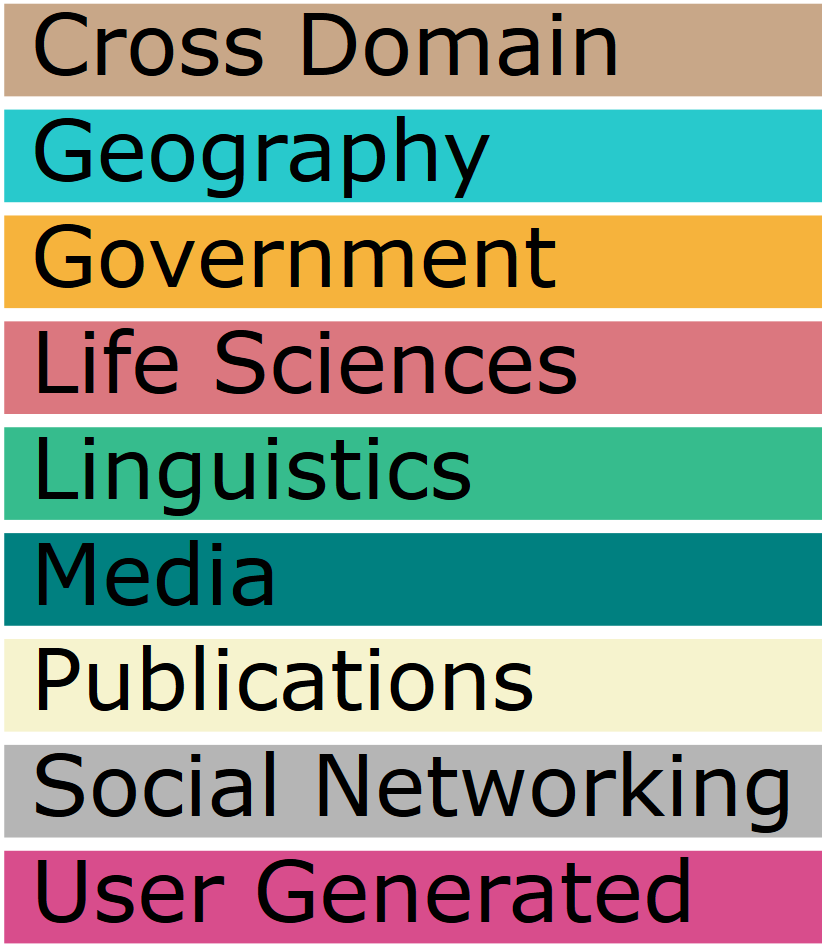 Cross Domain
Geography
Government
Life Sciences
Linguistics
Media
Publications
Social Networking
User Generated